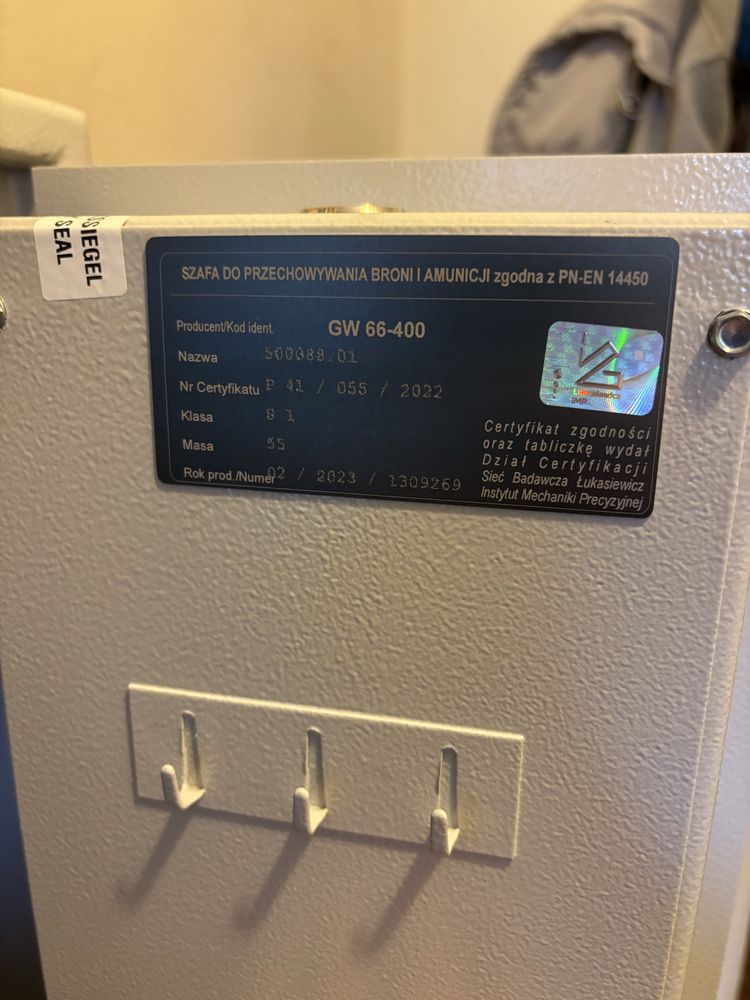 SIEGEL
SEAL
SZAFA DO PRZECHOWYWANIA BRONI I AMUNICJI zgodna z PN-EN 14450
Producent/Kod ident. GW 66-400
Nazwa 500088.01
Nr Certyfikatu P 41 / 055 / 2022
Klasa S 1
Masa 55
Rok prod./Numer 02 / 2023 / 1309269
Łukasiewicz
IMP
Certyfikat zgodności
oraz tabliczkę wydał
Dział Certyfikacji
Sieć Badawcza Łukasiewicz
Instytut Mechaniki Precyzyjnej